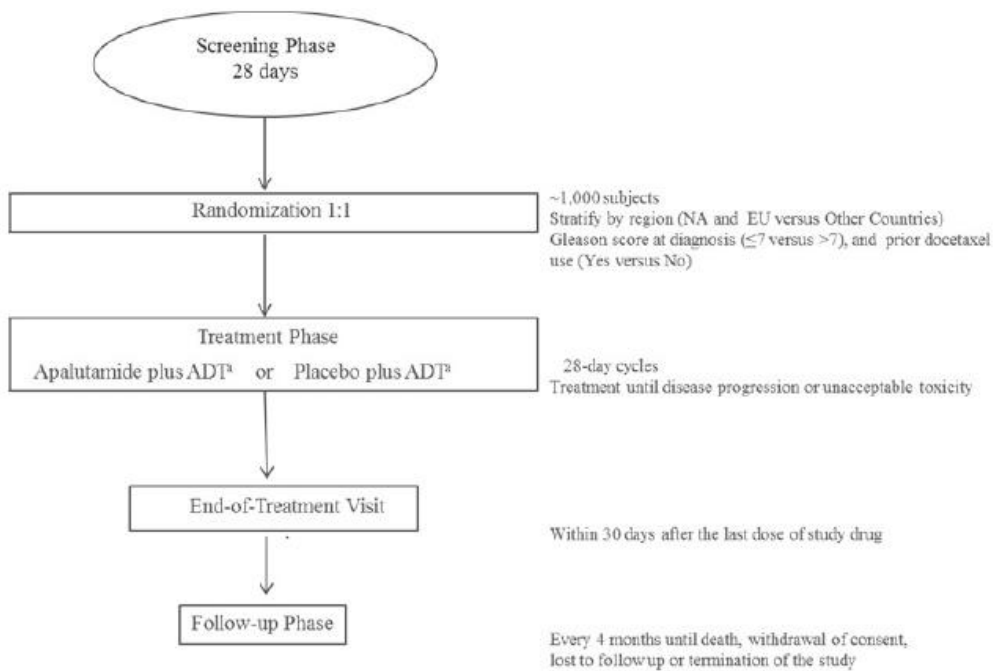 Screening Phase
28 days
Randomization 1:1
~1,000 subjects
Stratify by region (NA and EU versus Other Countries)
Gleason score at diagnosis (≤7 versus >7), and prior docetaxel
use (Yes versus No)
Treatment Phase
Apalutamide plus ADTᵃ or Placebo plus ADTᵃ
28-day cycles
Treatment until disease progression or unacceptable toxicity
End-of-Treatment Visit
Within 30 days after the last dose of study drug
Follow-up Phase
Every 4 months until death, withdrawal of consent,
lost to follow up or termination of the study